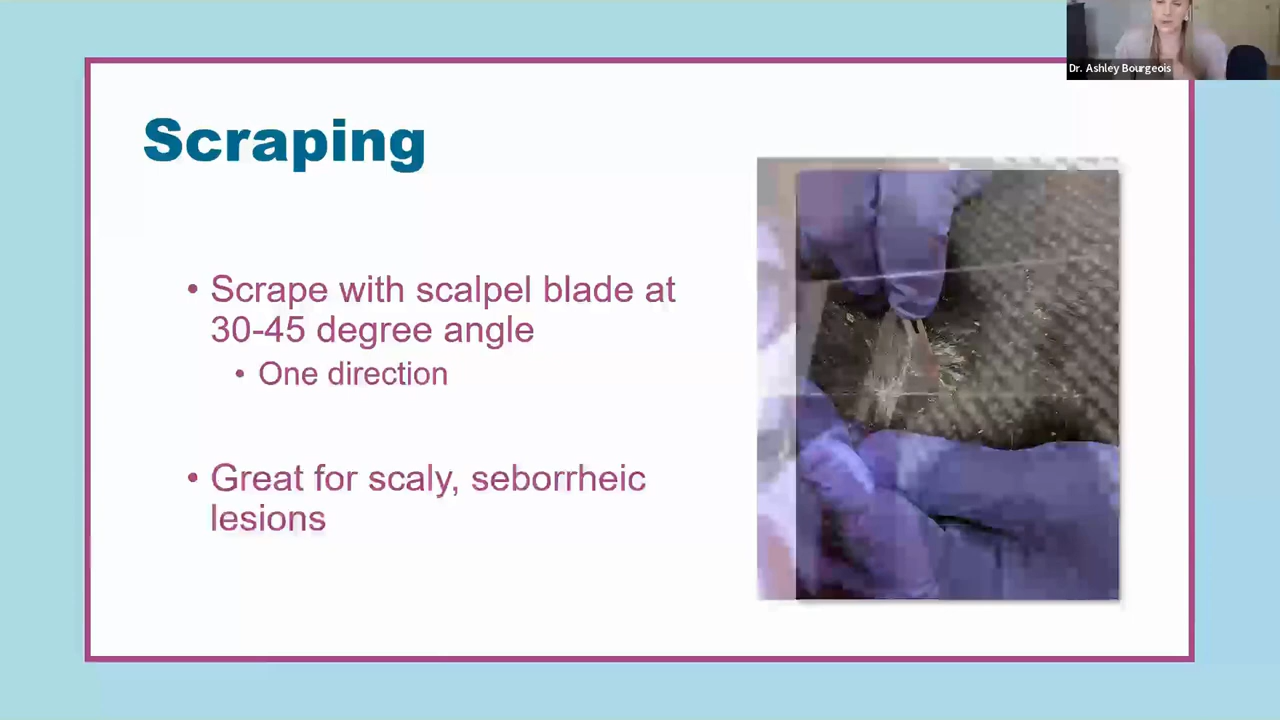 Dr. Ashley Bourgeois
Scraping
• Scrape with scalpel blade at
30-45 degree angle
• One direction
• Great for scaly, seborrheic
lesions